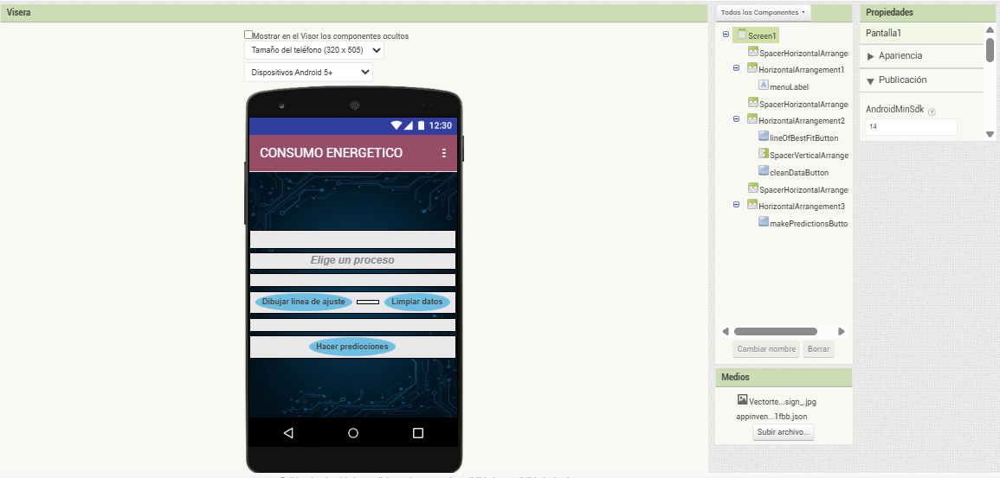 Visera
Mostrar en el Visor los componentes ocultos
Tamaño del teléfono (320 x 505)
Dispositivos Android 5+
12:30
CONSUMO ENERGETICO
Elige un proceso
Dibujar linea de ajuste
Limpiar datos
Hacer predicciones
Todos los Componentes
Screen1
SpacerHorizontalArrange
HorizontalArrangement1
menuLabel
SpacerHorizontalArrange
HorizontalArrangement2
lineOfBestFitButton
SpacerVerticalArrange
cleanDataButton
SpacerHorizontalArrange
HorizontalArrangement3
makePredictionsButto
Cambiar nombre
Borrar
Medios
Vectorte...sign_.jpg
appinven...1fbb.json
Subir archivo...
Propiedades
Pantalla1
Apariencia
Publicación
AndroidMinSdk ?
14